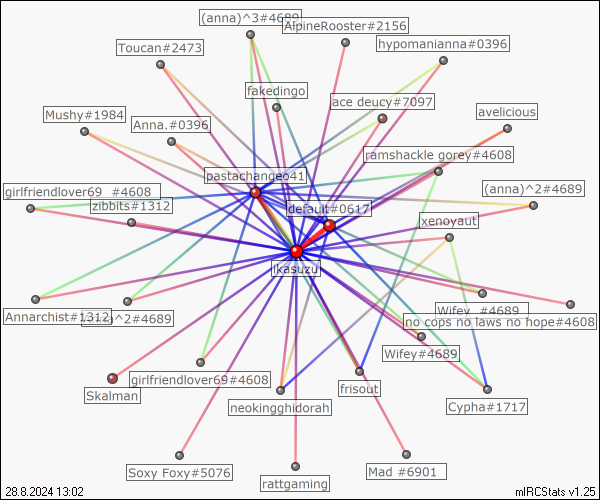 (anna)^3#4689
AlpineRooster#2156
Toucan#2473
hypomanianna#0396
fakedingo
ace deucy#7097
Mushy#1984
avelicious
Anna.#0396
ramshackle gorey#4608
pastachange041
girlfriendlover69__#4608
(anna)^2#4689
zibbits#1312
default#0617
xenoyaut
ikasuzu
Wifey_#4689
Annarchist#1312
^2#4689
no cops no laws no hope#4608
Wifey#4689
girlfriendlover69#4608
Skalman
frisout
neokingghidorah
Cypha#1717
Soxy Foxy#5076
Mad #6901
rattgaming
28.8.2024 13:02
mIRCStats v1.25